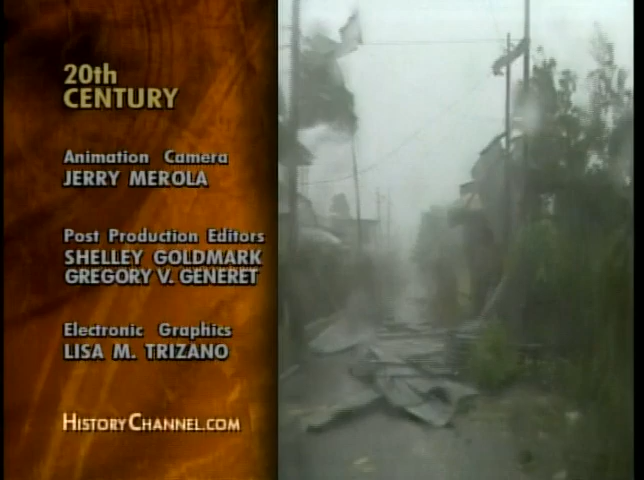 20th
CENTURY
Animation Camera
JERRY MEROLA
Post Production Editors
SHELLEY GOLDMARK
GREGORY V. GENERET
Electronic Graphics
LISA M. TRIZANO
HISTORYCHANNEL.COM